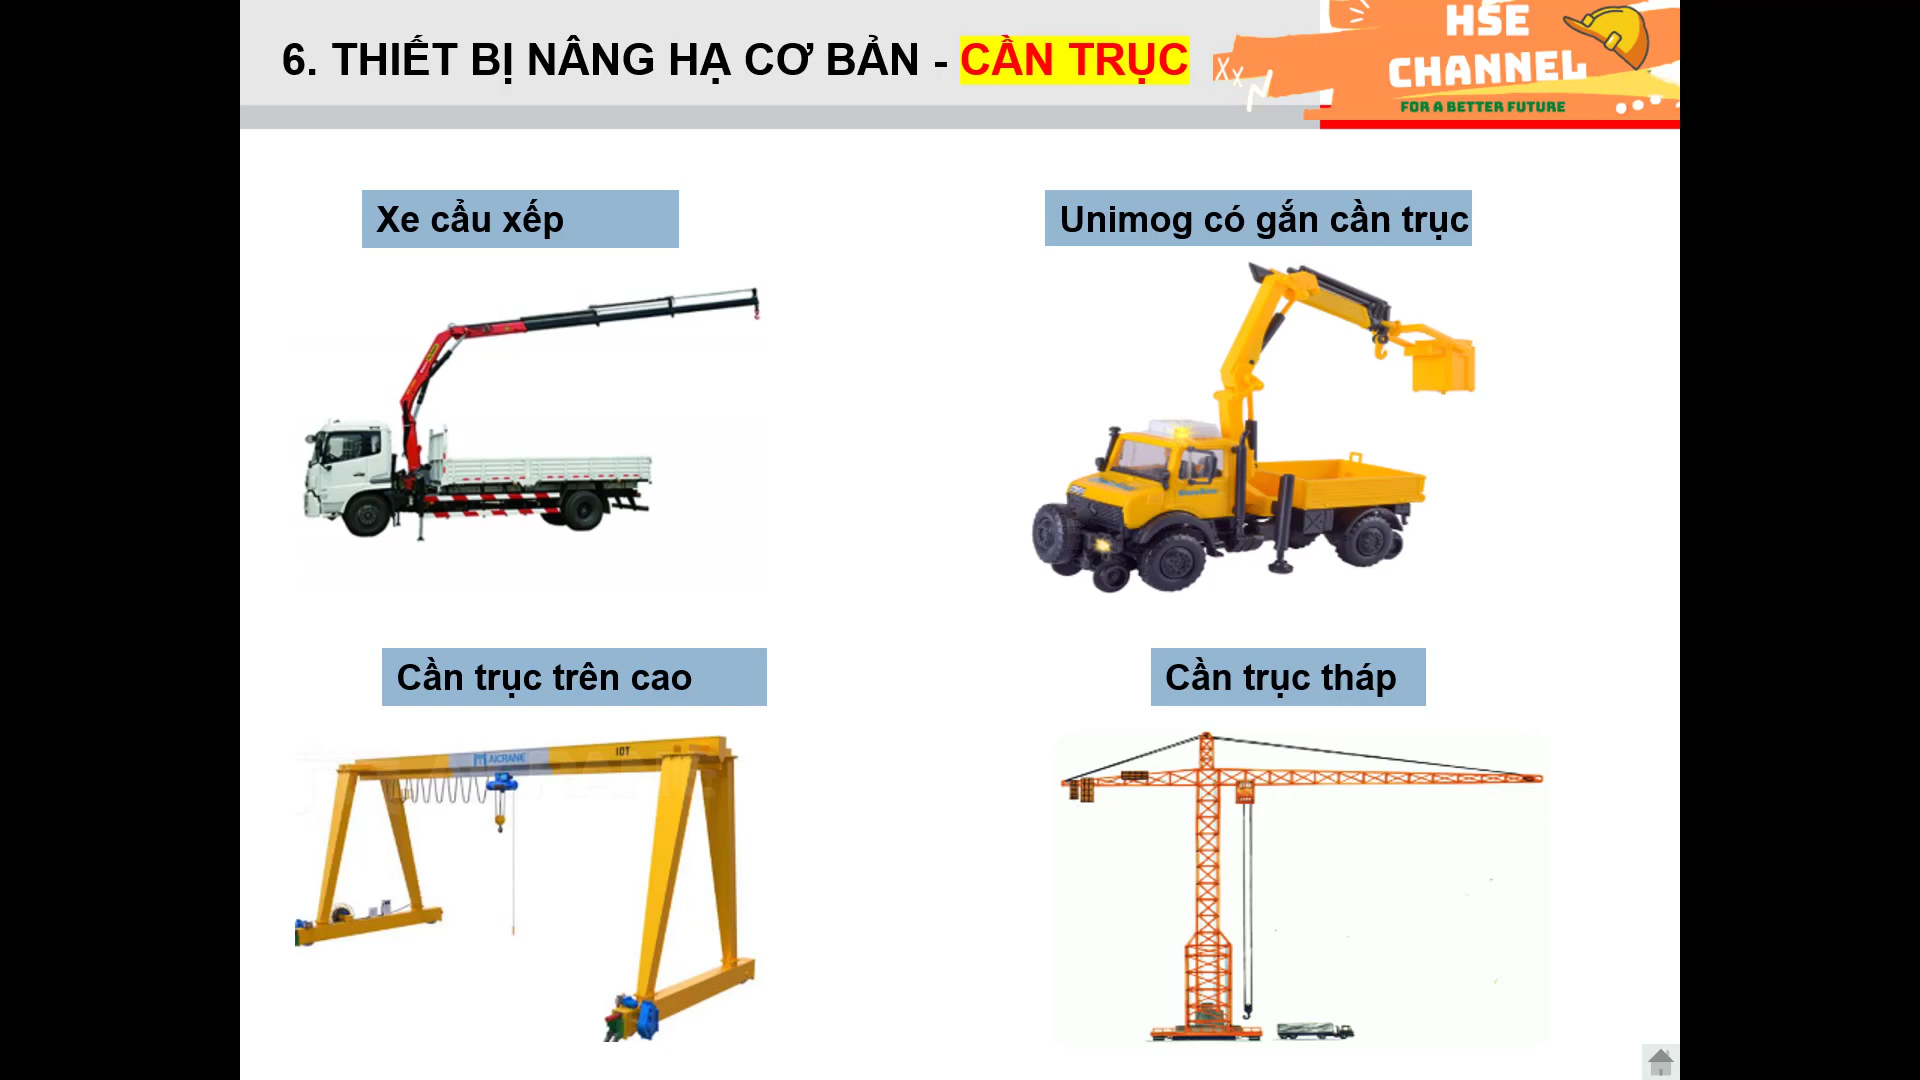 6. THIẾT BỊ NÂNG HẠ CƠ BẢN - CẦN TRỤC
HSE
CHANNEL
FOR A BETTER FUTURE
Xe cẩu xếp
Unimog có gắn cần trục
Cần trục trên cao
Cần trục tháp
AICRANE
10T